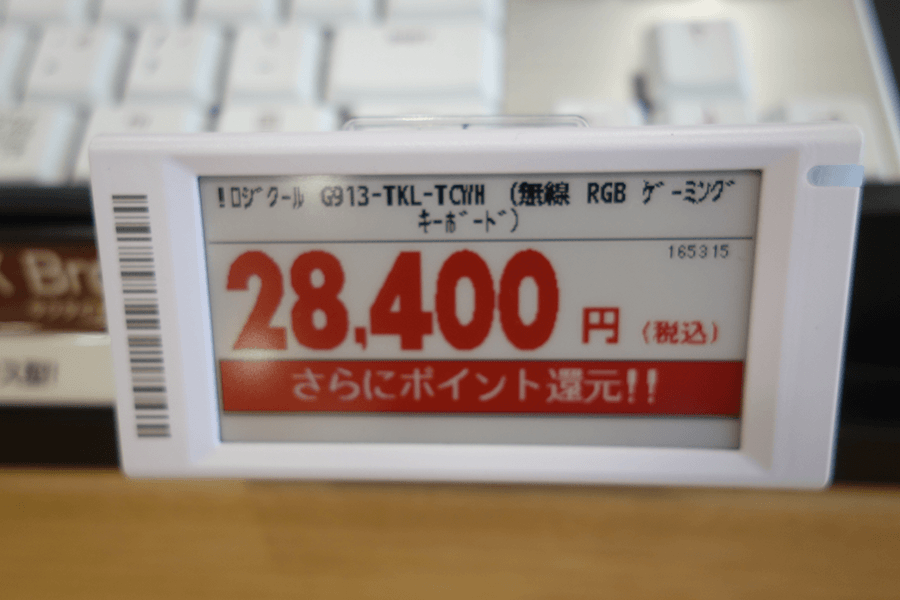 !ロジクール G913-TKL-TCWH (無線 RGB ゲーミング
キーボード)
165315
28,400 円 (税込)
さらにポイント還元!!